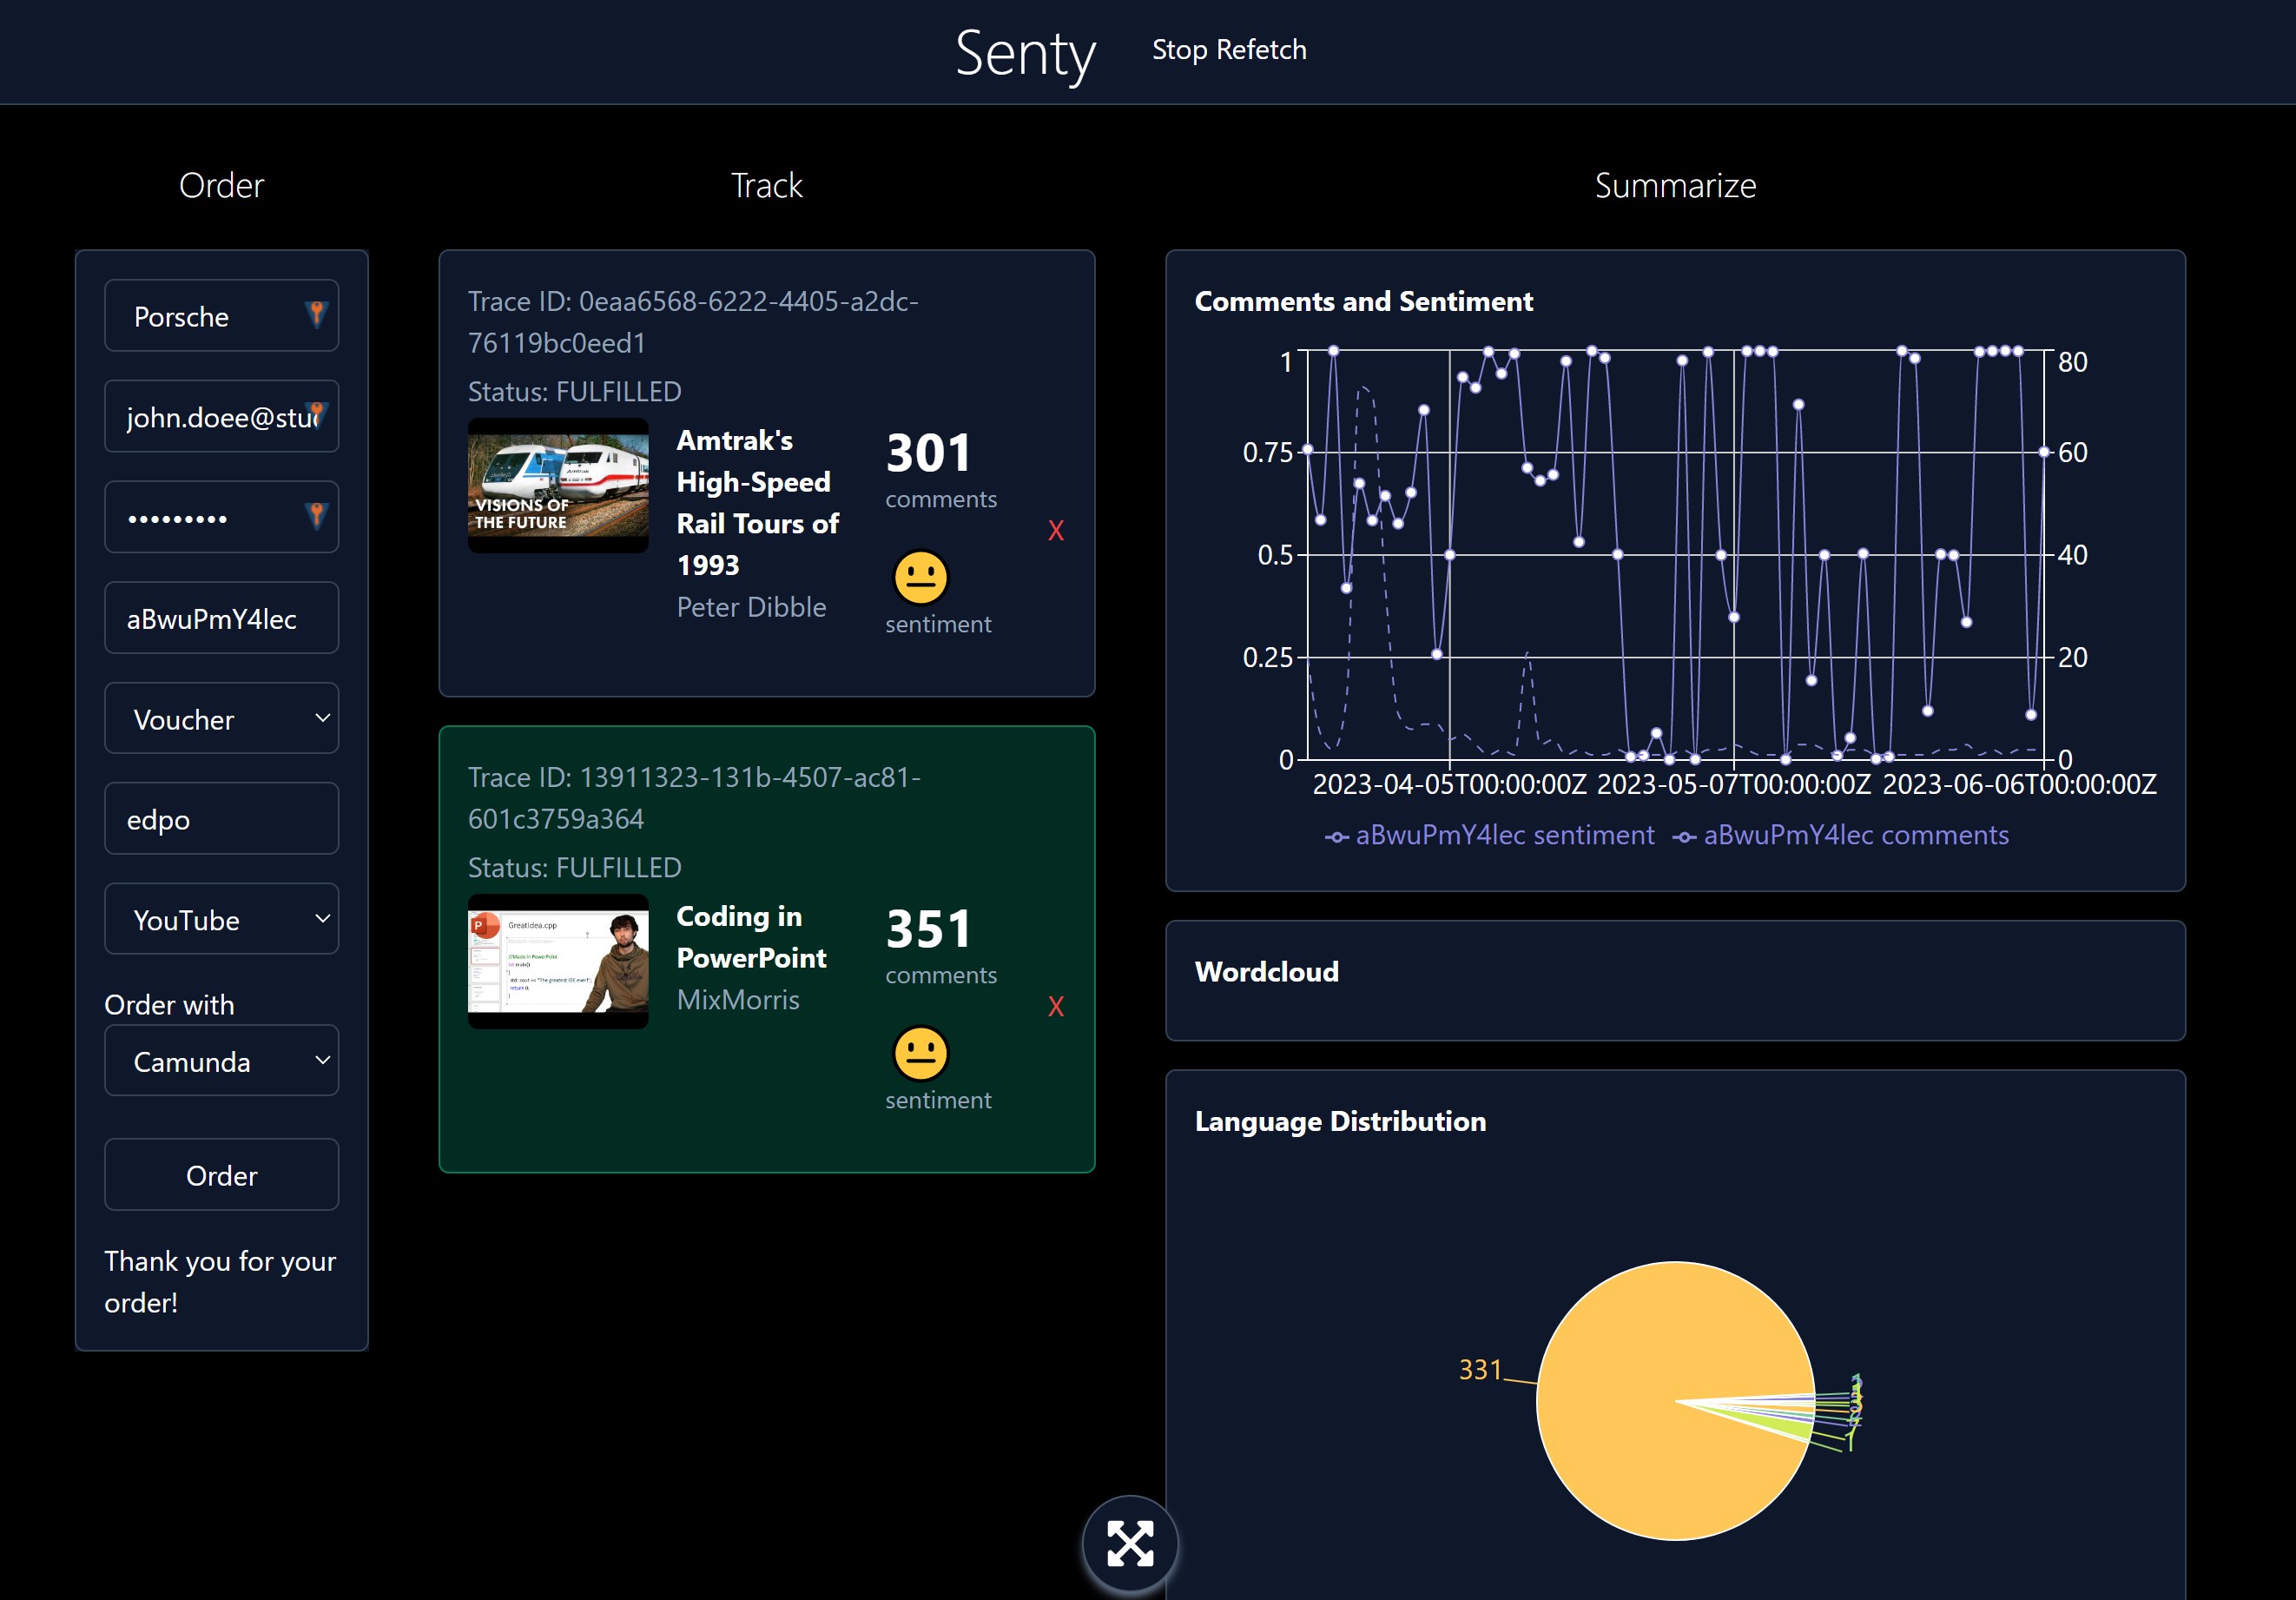 Senty
Stop Refetch
Order
Porsche
john.doee@stud
aBwuPmY4lec
Voucher
edpo
YouTube
Order with
Camunda
Order
Thank you for your
order!
Track
Trace ID: 0eaa6568-6222-4405-a2dc-
76119bc0eed1
Status: FULFILLED
VISIONS OF
THE FUTURE
Amtrak's
High-Speed
Rail Tours of
1993
Peter Dibble
301
comments
sentiment
X
Trace ID: 13911323-131b-4507-ac81-
601c3759a364
Status: FULFILLED
P
GreatIdea.cpp
Coding in
PowerPoint
MixMorris
351
comments
sentiment
X
Summarize
Comments and Sentiment
1
0.75
0.5
0.25
0
80
60
40
20
0
2023-04-05T00:00:00Z 2023-05-07T00:00:00Z 2023-06-06T00:00:00Z
aBwuPmY4lec sentiment aBwuPmY4lec comments
Wordcloud
Language Distribution
331